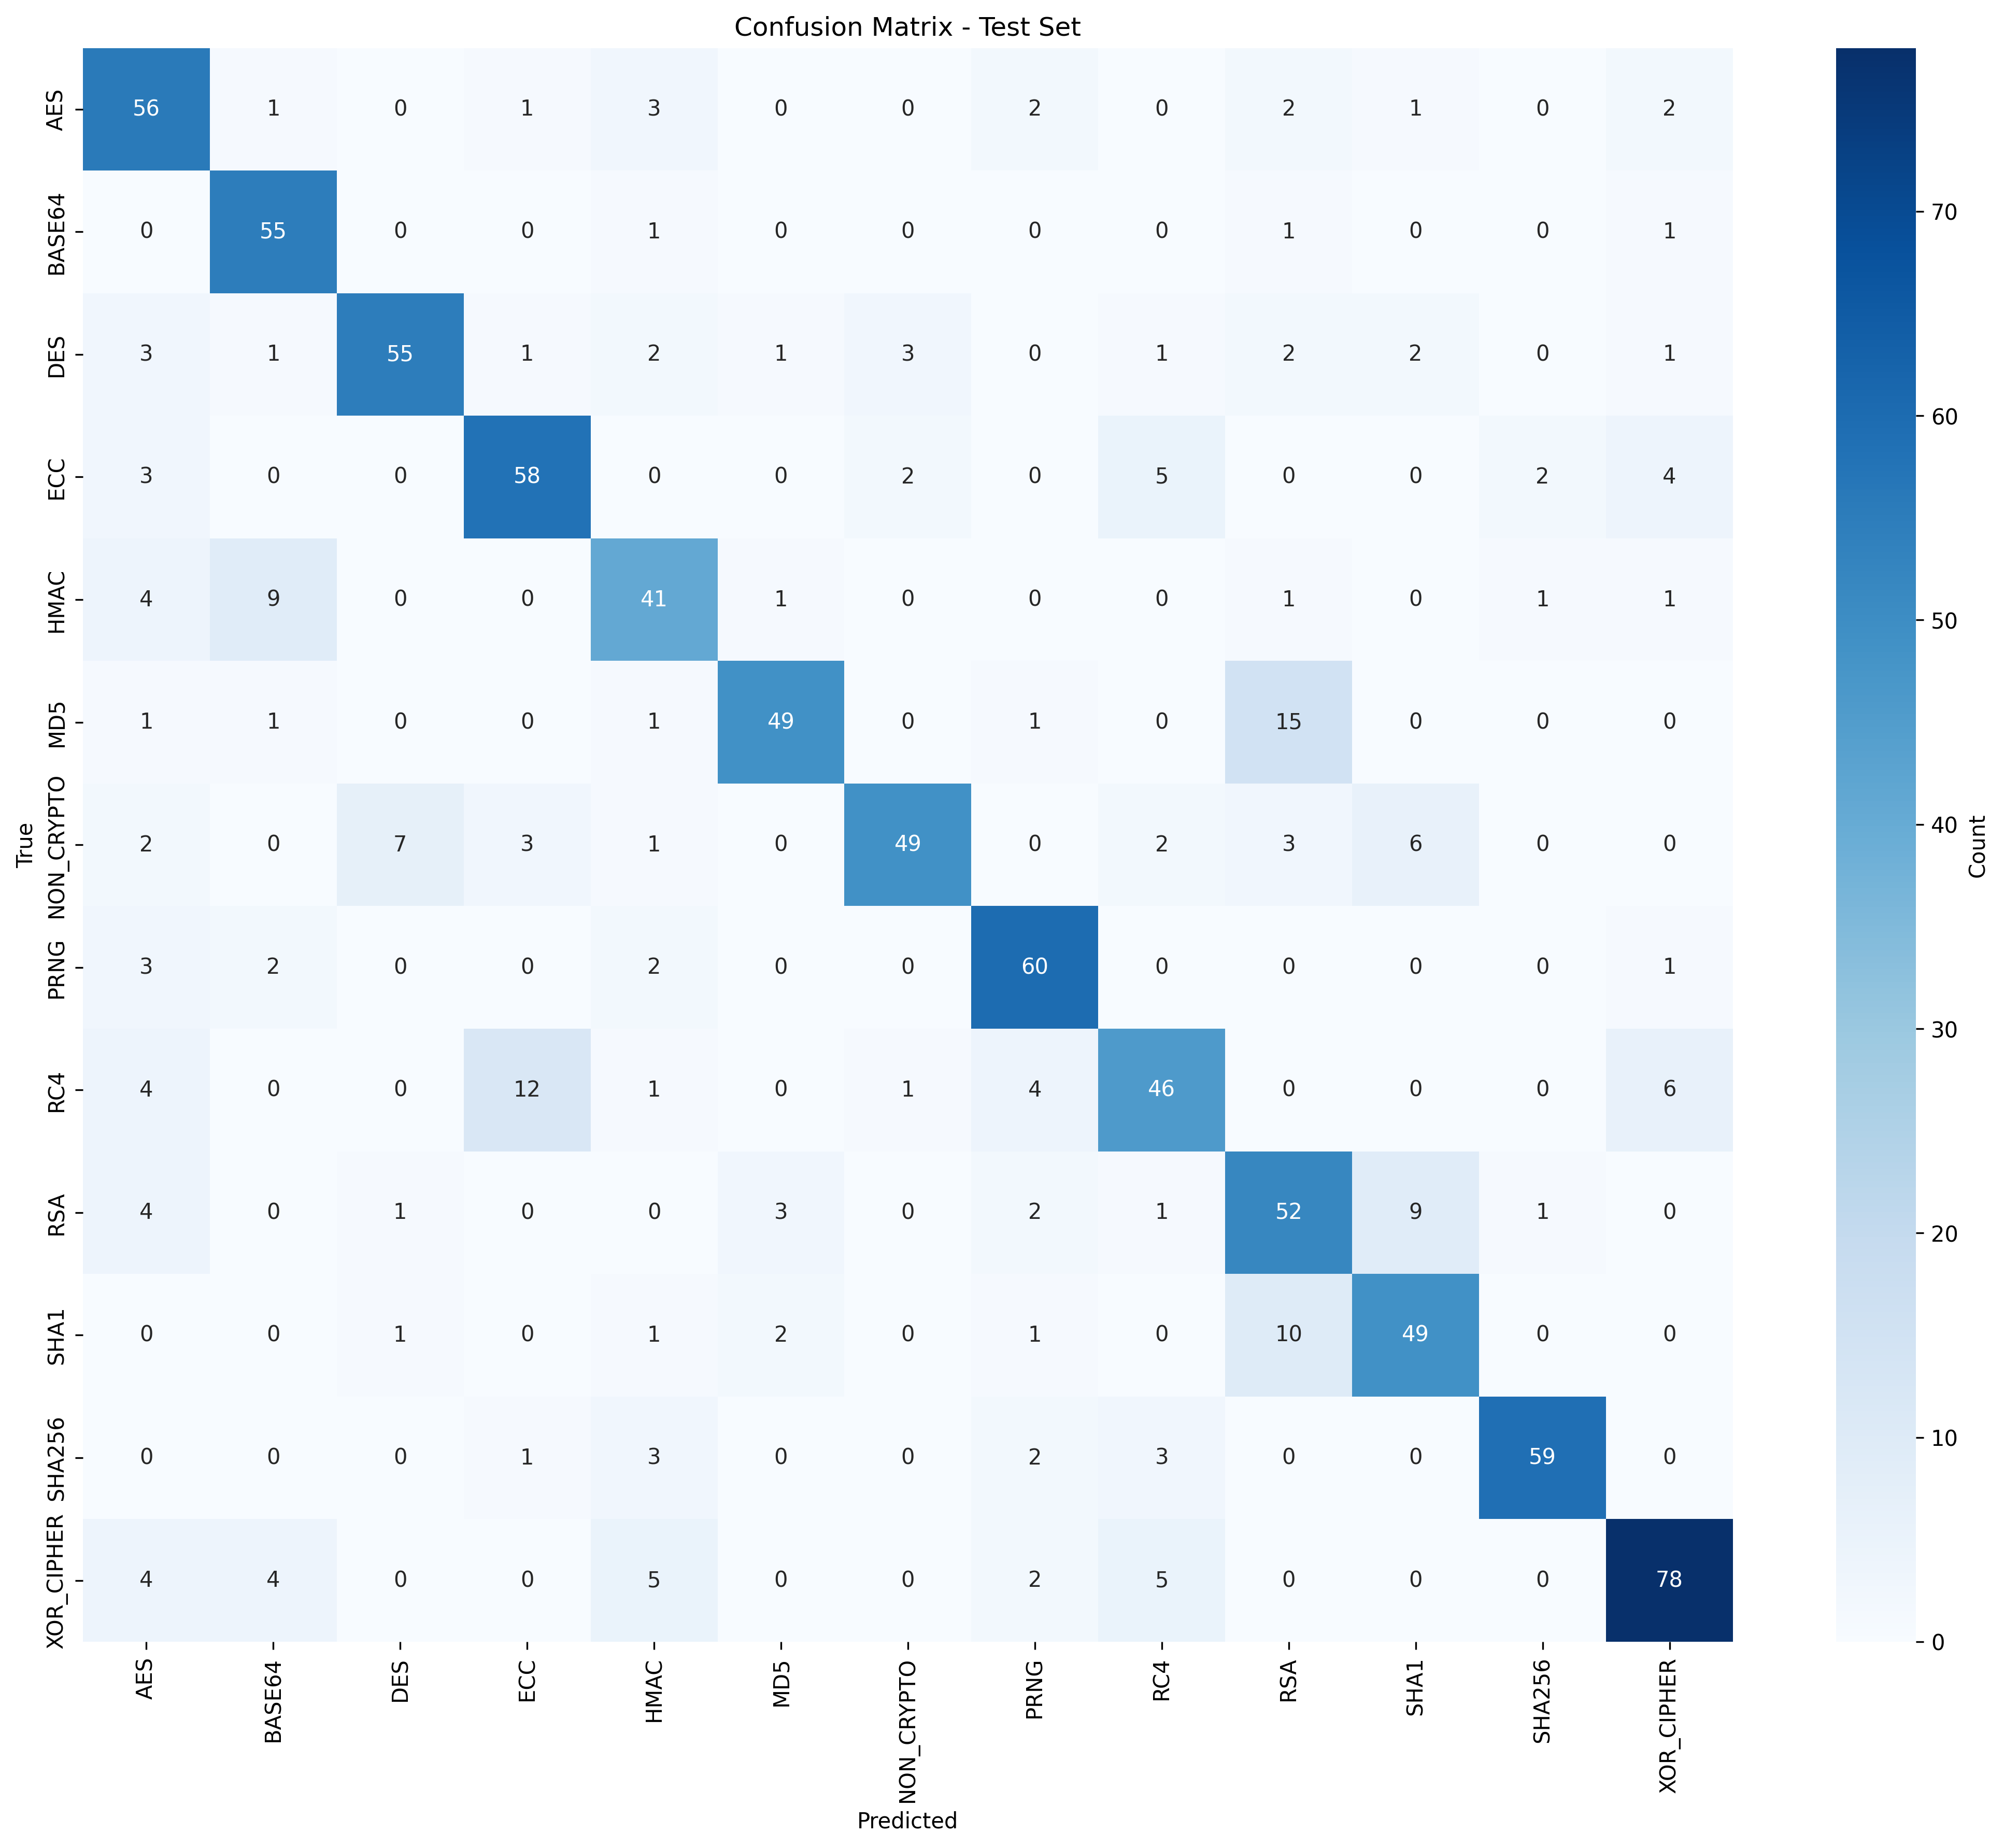 Confusion Matrix - Test Set
AES 56 1 0 1 3 0 0 2 0 2 1 0 2
BASE64 0 55 0 0 1 0 0 0 0 1 0 0 1
DES 3 1 55 1 2 1 3 0 1 2 2 0 1
ECC 3 0 0 58 0 0 2 0 5 0 0 2 4
HMAC 4 9 0 0 41 1 0 0 0 1 0 1 1
MD5 1 1 0 0 1 49 0 1 0 15 0 0 0
NON_CRYPTO 2 0 7 3 1 0 49 0 2 3 6 0 0
PRNG 3 2 0 0 2 0 0 60 0 0 0 0 1
RC4 4 0 0 12 1 0 1 4 46 0 0 0 6
RSA 4 0 1 0 0 3 0 2 1 52 9 1 0
SHA1 0 0 1 0 1 2 0 1 0 10 49 0 0
SHA256 0 0 0 1 3 0 0 2 3 0 0 59 0
XOR_CIPHER 4 4 0 0 5 0 0 2 5 0 0 0 78
True
AES BASE64 DES ECC HMAC MD5 NON_CRYPTO PRNG RC4 RSA SHA1 SHA256 XOR_CIPHER
Predicted
70
60
50
40
30
20
10
0
Count